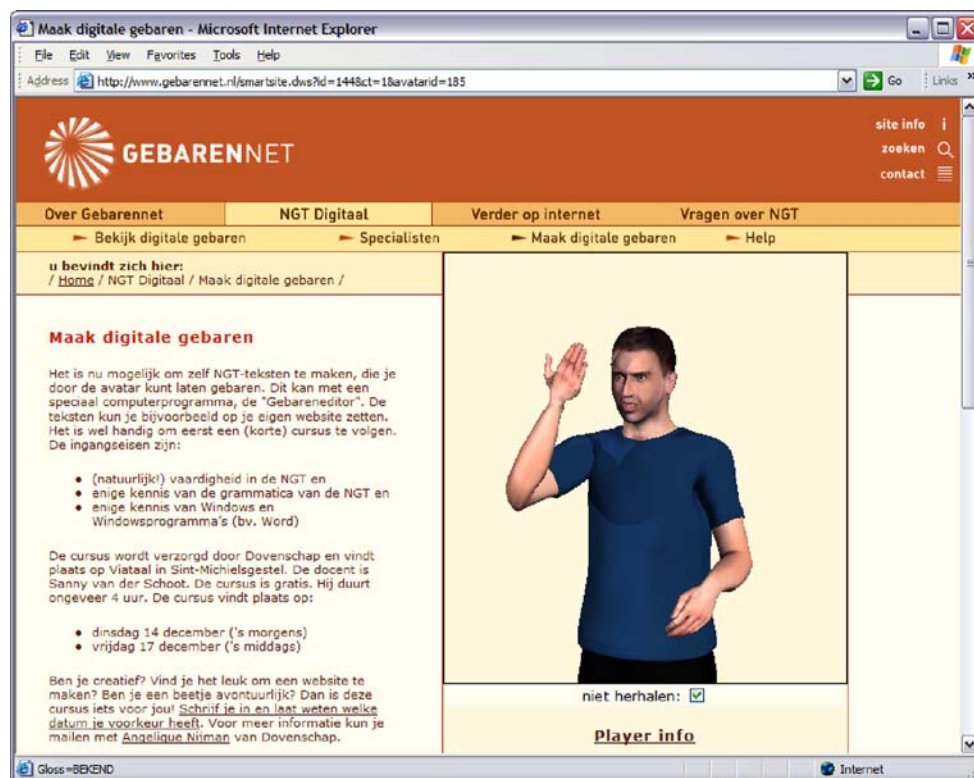 Maak digitale gebaren - Microsoft Internet Explorer
File Edit View Favorites Tools Help
Address http://www.gebarennet.nl/smartsite.dws?id=144&ct=1&avatarid=185 Go Links »
site info i
zoeken
contact
GEBARENNET
Over Gebarennet NGT Digitaal Verder op internet Vragen over NGT
Bekijk digitale gebaren Specialisten Maak digitale gebaren Help
u bevindt zich hier:
/ Home / NGT Digitaal / Maak digitale gebaren /
Maak digitale gebaren
Het is nu mogelijk om zelf NGT-teksten te maken, die je
door de avatar kunt laten gebaren. Dit kan met een
speciaal computerprogramma, de "Gebareneditor". De
teksten kun je bijvoorbeeld op je eigen website zetten.
Het is wel handig om eerst een (korte) cursus te volgen.
De ingangseisen zijn:
• (natuurlijk!) vaardigheid in de NGT en
• enige kennis van de grammatica van de NGT en
• enige kennis van Windows en
Windowsprogramma's (bv. Word)
De cursus wordt verzorgd door Dovenschap en vindt
plaats op Viataal in Sint-Michielsgestel. De docent is
Sanny van der Schoot. De cursus is gratis. Hij duurt
ongeveer 4 uur. De cursus vindt plaats op:
• dinsdag 14 december ('s morgens)
• vrijdag 17 december ('s middags)
Ben je creatief? Vind je het leuk om een website te
maken? Ben je een beetje avontuurlijk? Dan is deze
cursus iets voor jou! Schrijf je in en laat weten welke
datum je voorkeur heeft. Voor meer informatie kun je
mailen met Angelique Nijman van Dovenschap.
niet herhalen:
Player info
Gloss=BEKEND Internet